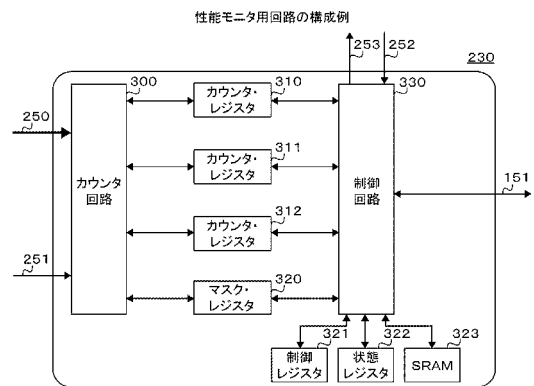 性能モニタ用回路の構成例
253
252
230
300
310
330
カウンタ・
レジスタ
250
311
カウンタ・
レジスタ
カウンタ
回路
制御
回路
151
312
カウンタ・
レジスタ
251
320
マスク・
レジスタ
321
322
323
制御
レジスタ
状態
レジスタ
SRAM